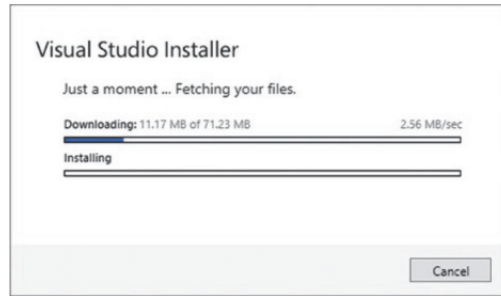 Visual Studio Installer
Just a moment ... Fetching your files.
Downloading: 11.17 MB of 71.23 MB 2.56 MB/sec
Installing
Cancel